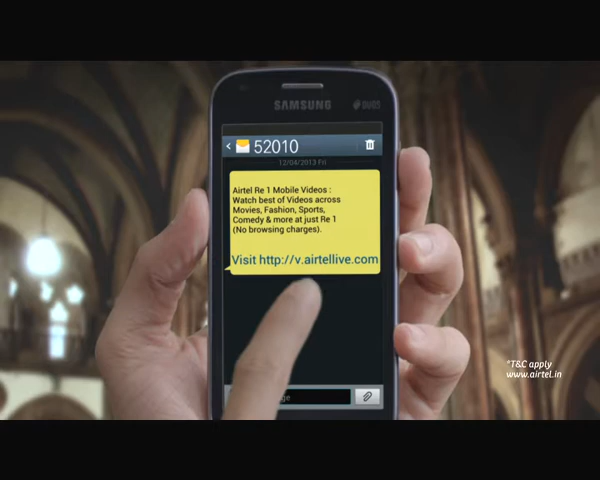 SAMSUNG DUOS
52010
12/04/2013 Fri
Airtel Re 1 Mobile Videos :
Watch best of Videos across
Movies, Fashion, Sports,
Comedy & more at just Re 1
(No browsing charges).
Visit http://v.airtellive.com
*T&C apply
www.airtel.in